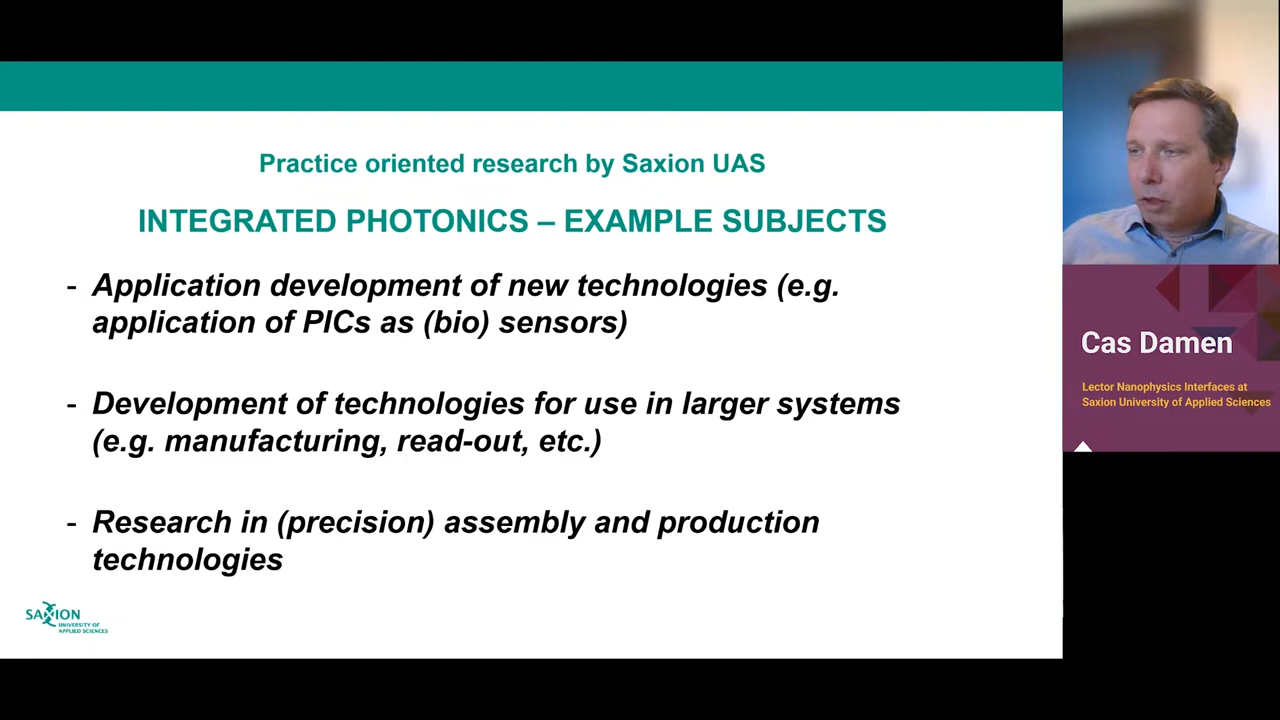 Practice oriented research by Saxion UAS
INTEGRATED PHOTONICS – EXAMPLE SUBJECTS
- Application development of new technologies (e.g.
application of PICs as (bio) sensors)
- Development of technologies for use in larger systems
(e.g. manufacturing, read-out, etc.)
- Research in (precision) assembly and production
technologies
SAXION
UNIVERSITY OF
APPLIED SCIENCES
Cas Damen
Lector Nanophysics Interfaces at
Saxion University of Applied Sciences